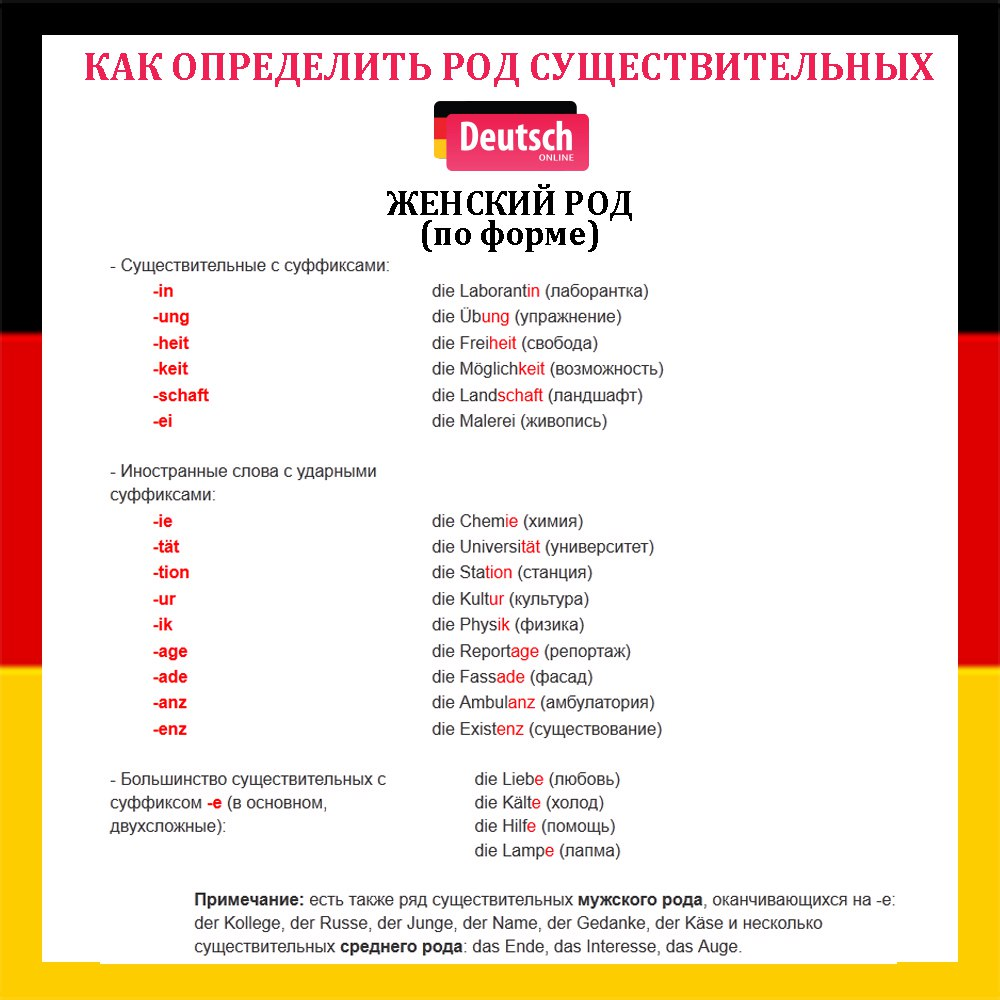 КАК ОПРЕДЕЛИТЬ РОД СУЩЕСТВИТЕЛЬНЫХ
Deutsch
ONLINE
ЖЕНСКИЙ РОД
(по форме)
- Существительные с суффиксами:
-in die Laborantin (лаборантка)
-ung die Übung (упражнение)
-heit die Freiheit (свобода)
-keit die Möglichkeit (возможность)
-schaft die Landschaft (ландшафт)
-ei die Malerei (живопись)
- Иностранные слова с ударными
суффиксами:
-ie die Chemie (химия)
-tät die Universität (университет)
-tion die Station (станция)
-ur die Kultur (культура)
-ik die Physik (физика)
-age die Reportage (репортаж)
-ade die Fassade (фасад)
-anz die Ambulanz (амбулатория)
-enz die Existenz (существование)
- Большинство существительных с die Liebe (любовь)
суффиксом -е (в основном, die Kälte (холод)
двухсложные): die Hilfe (помощь)
die Lampe (лапма)
Примечание: есть также ряд существительных мужского рода, оканчивающихся на -е:
der Kollege, der Russe, der Junge, der Name, der Gedanke, der Käse и несколько
существительных среднего рода: das Ende, das Interesse, das Auge.